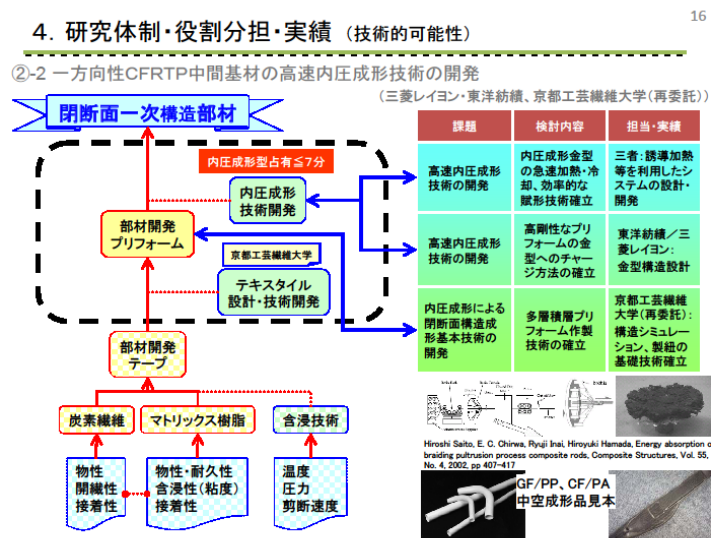 16
4. 研究体制・役割分担・実績 (技術的可能性)
②-2 一方向性CFRTP中間基材の高速内圧成形技術の開発
(三菱レイヨン・東洋紡績、京都工芸繊維大学(再委託))
閉断面一次構造部材
内圧成形型占有≦7分
内圧成形
技術開発
部材開発
プリフォーム
京都工芸繊維大学
テキスタイル
設計・技術開発
部材開発
テープ
炭素繊維
マトリックス樹脂
含浸技術
物性
開繊性
接着性
物性・耐久性
含浸性(粘度)
接着性
温度
圧力
剪断速度
課題
検討内容
担当・実績
高速内圧成形
技術の開発
内圧成形金型
の急速加熱・冷
却、効率的な
賦形技術確立
三者:誘導加熱
等を利用したシ
ステムの設計・
開発
高速内圧成形
技術の開発
高剛性なプリ
フォームの金
型へのチャー
ジ方法の確立
東洋紡績/三
菱レイヨン:
金型構造設計
内圧成形による
閉断面構造成
形基本技術の
開発
多層積層プリ
フォーム作製
技術の確立
京都工芸繊維
大学(再委託):
構造シミュレー
ション、製紐の
基礎技術確立
Hiroshi Saito, E. C. Chirwa, Ryuji Inai, Hiroyuki Hamada, Energy absorption o
braiding pultrusion process composite rods, Composite Structures, Vol. 55,
No. 4, 2002, pp 407-417
GF/PP、CF/PA
中空成形品見本